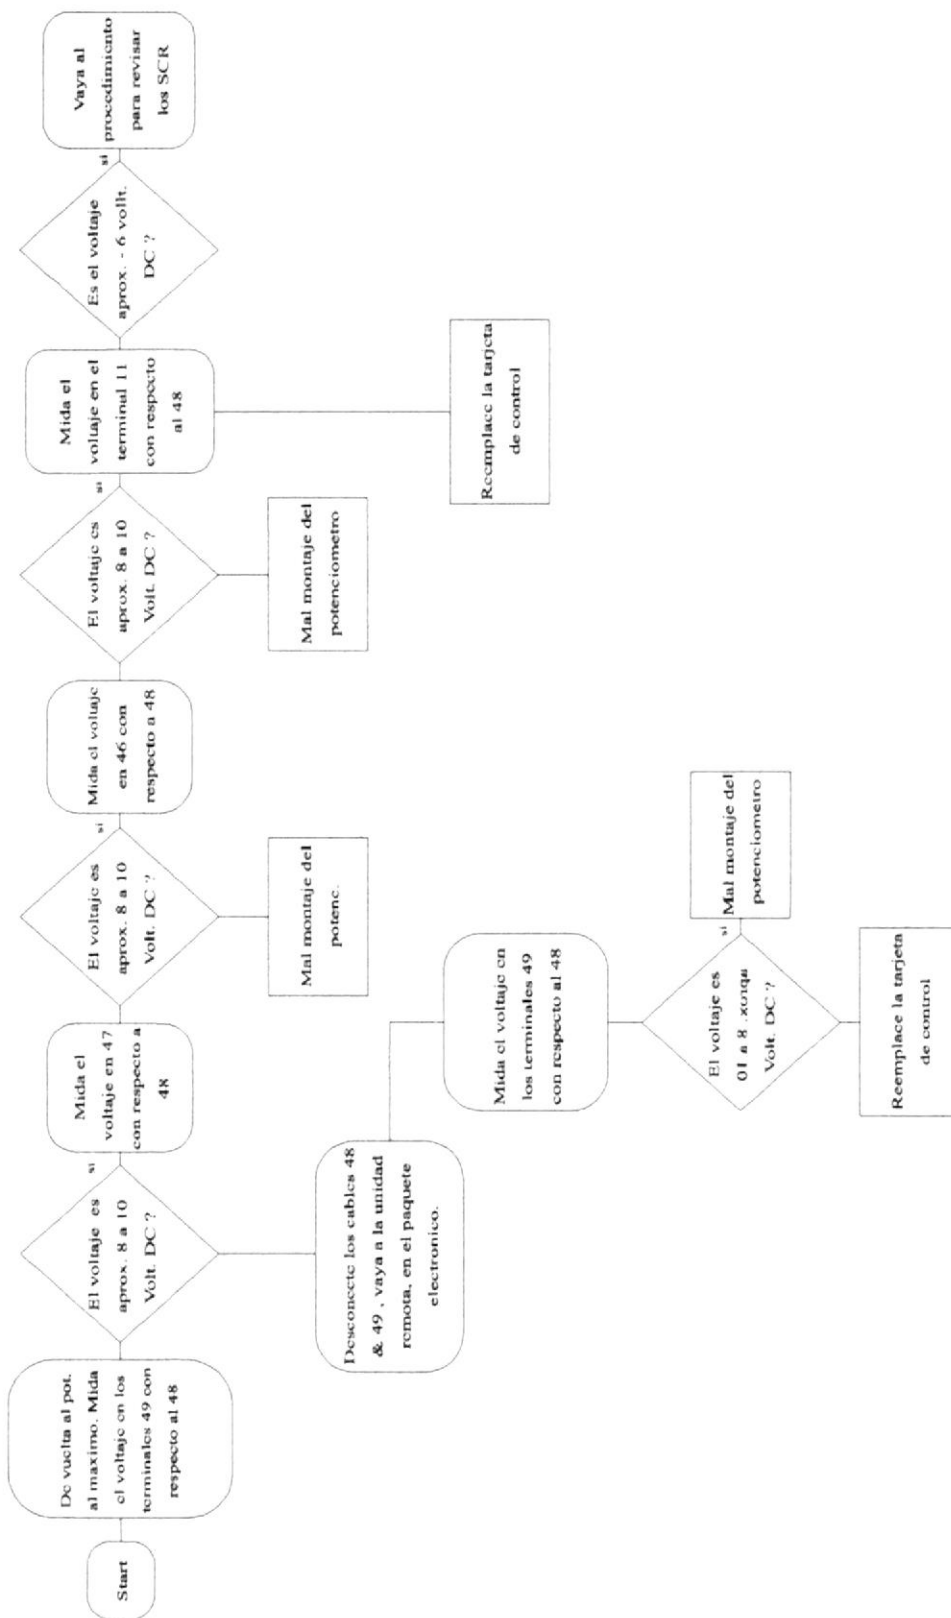 Start
De vuelta al pot.
al maximo. Mida
el voltaje en los
terminales 49 con
respecto al 48
El voltaje es
aprox. 8 a 10
Volt. DC ?
si
Mida el
voltaje en 47
con respecto a
48
El voltaje es
aprox. 8 a 10
Volt. DC ?
si
Mida el voltaje
en 46 con
respecto a 48
El voltaje es
aprox. 8 a 10
Volt. DC ?
si
Mida el
voltaje en el
terminal 11
con respecto
al 48
Es el voltaje
aprox. - 6 vollt.
DC ?
si
Vaya al
procedimiento
para revisar
los SCR
Mal montaje del
potenc.
Mal montaje del
potenciometro
Reemplace la tarjeta
de control
Desconecte los cables 48
& 49 , vaya a la unidad
remota, en el paquete
electronico.
Mida el voltaje en
los terminales 49
con respecto al 48
El voltaje es
aprox. 8 a 10
Volt. DC ?
si
Mal montaje del
potenciometro
Reemplace la tarjeta
de control